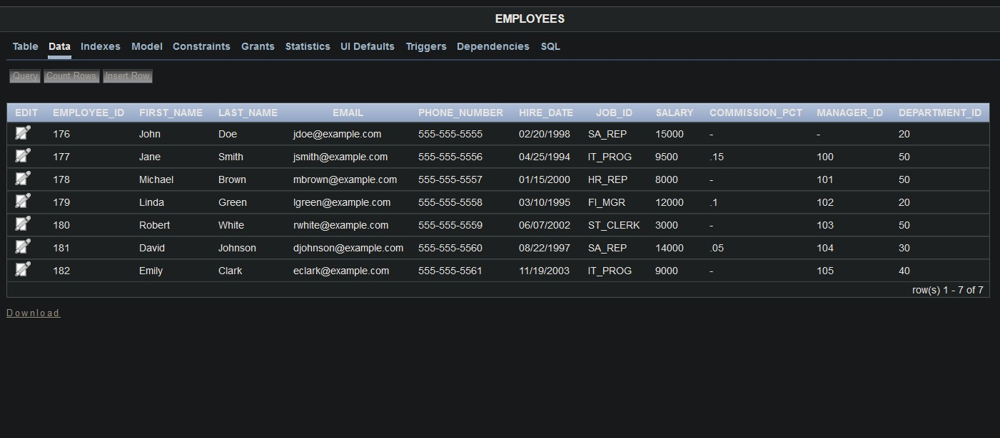 EMPLOYEES
Table Data Indexes Model Constraints Grants Statistics UI Defaults Triggers Dependencies SQL
Query Count Rows Insert Row
EDIT EMPLOYEE_ID FIRST_NAME LAST_NAME EMAIL PHONE_NUMBER HIRE_DATE JOB_ID SALARY COMMISSION_PCT MANAGER_ID DEPARTMENT_ID
176 John Doe jdoe@example.com 555-555-5555 02/20/1998 SA_REP 15000 - - 20
177 Jane Smith jsmith@example.com 555-555-5556 04/25/1994 IT_PROG 9500 .15 100 50
178 Michael Brown mbrown@example.com 555-555-5557 01/15/2000 HR_REP 8000 - 101 50
179 Linda Green lgreen@example.com 555-555-5558 03/10/1995 FI_MGR 12000 .1 102 20
180 Robert White rwhite@example.com 555-555-5559 06/07/2002 ST_CLERK 3000 - 103 50
181 David Johnson djohnson@example.com 555-555-5560 08/22/1997 SA_REP 14000 .05 104 30
182 Emily Clark eclark@example.com 555-555-5561 11/19/2003 IT_PROG 9000 - 105 40
row(s) 1 - 7 of 7
Download